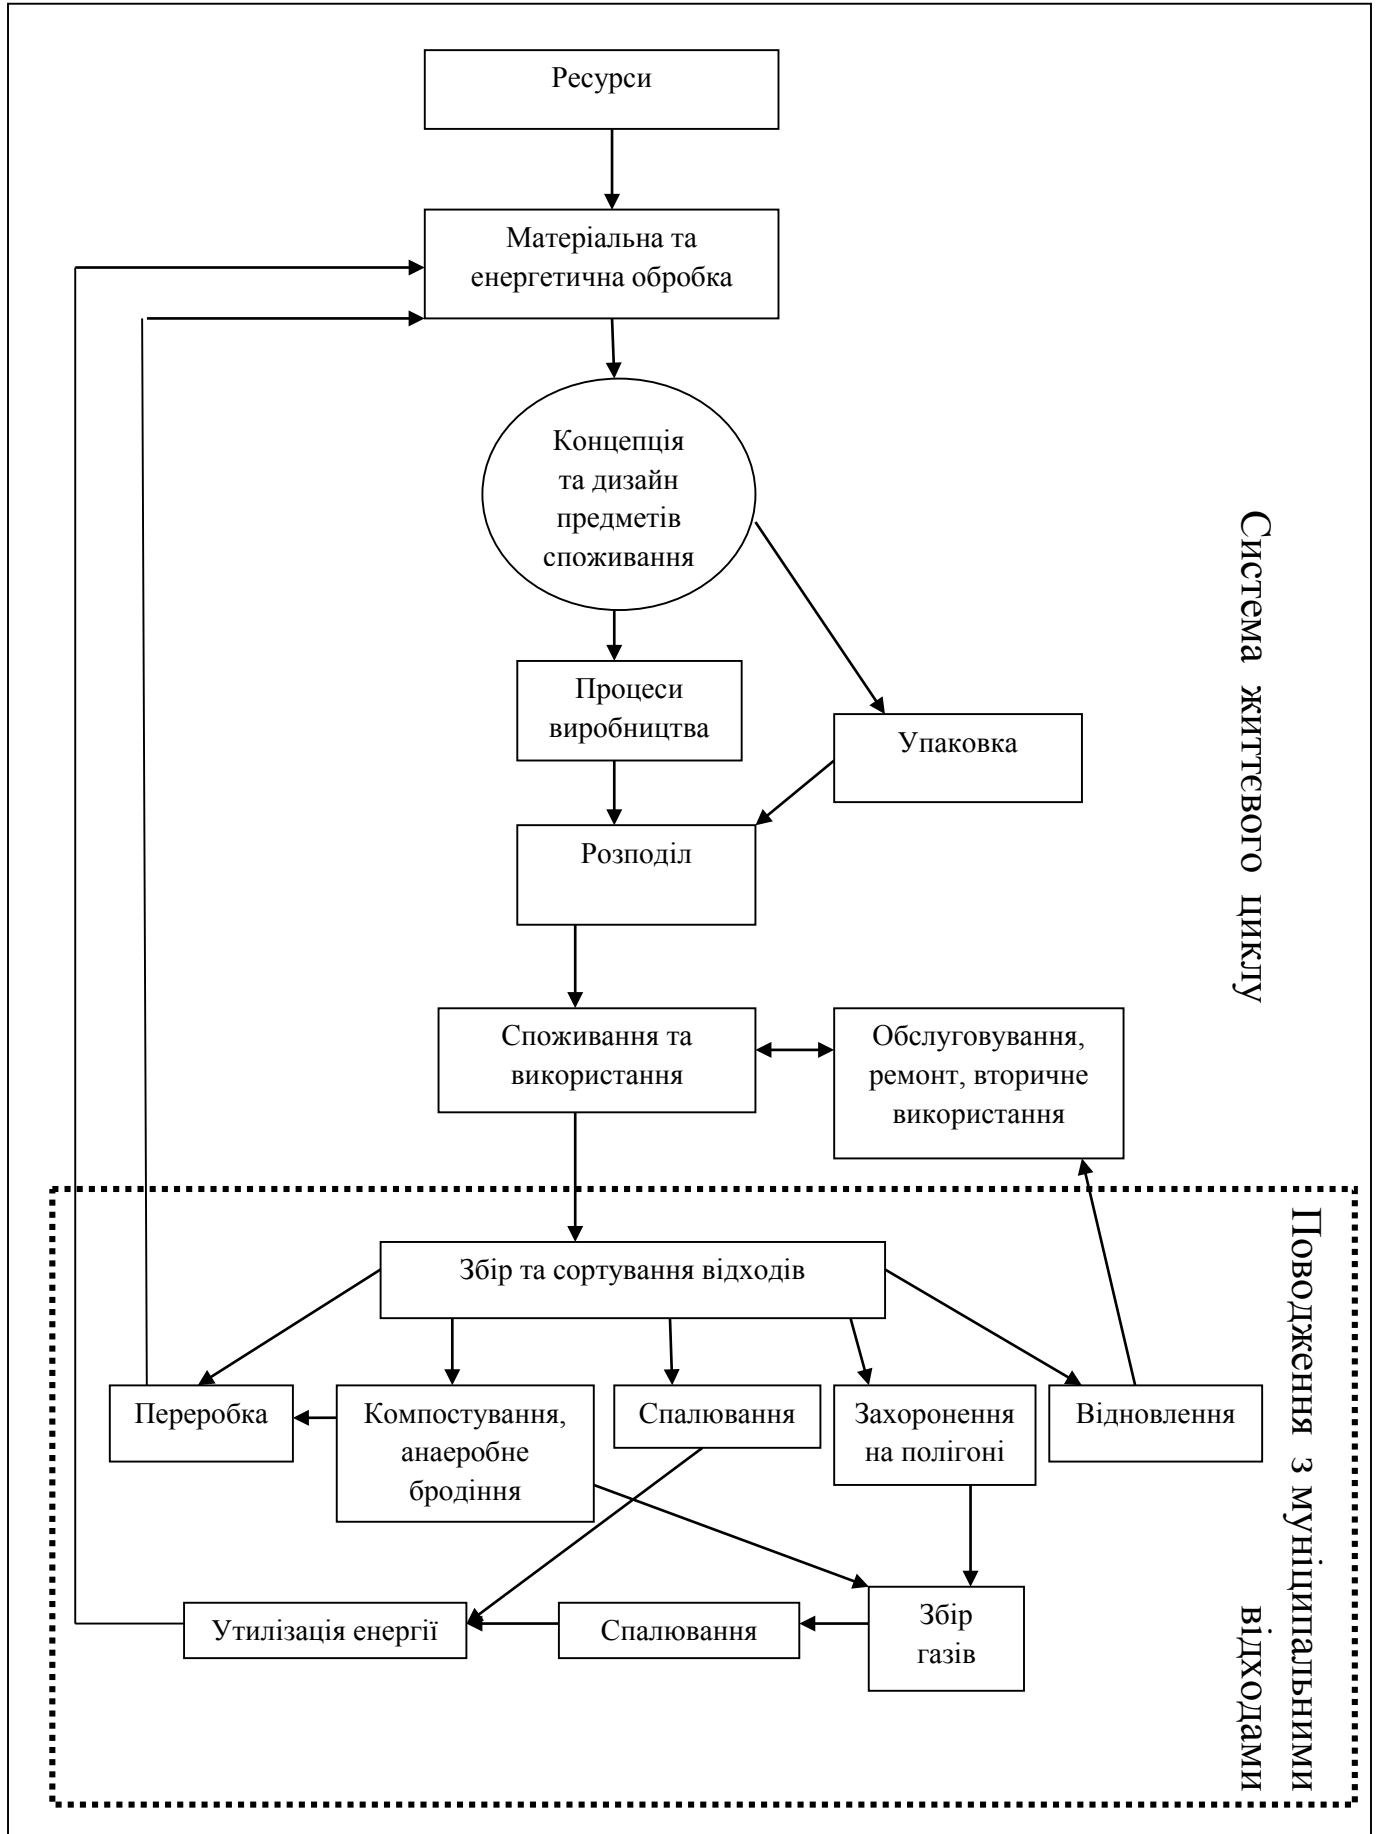 Ресурси
Матеріальна та
енергетична обробка
Концепція
та дизайн
предметів
споживання
Процеси
виробництва
Упаковка
Розподіл
Система життєвого циклу
Споживання та
використання
Обслуговування,
ремонт, вторичне
використання
Збір та сортування відходів
Переробка
Компостування,
анаеробне
бродіння
Спалювання
Захоронення
на полігоні
Відновлення
Утилізація енергії
Спалювання
Збір
газів
Поводження з муніципальними
відходами